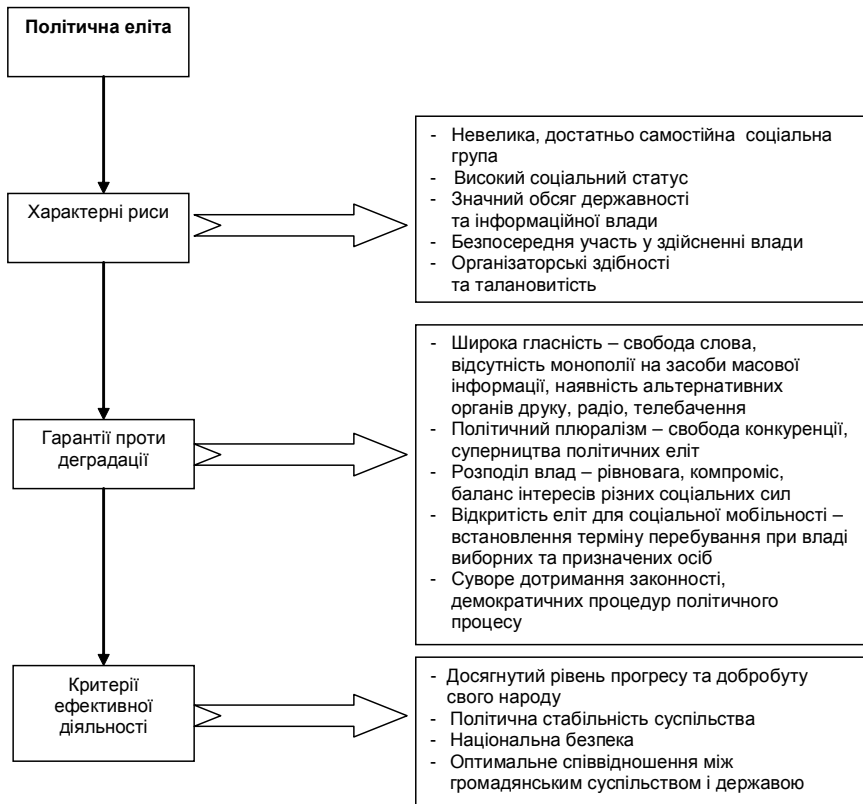 Політична еліта
Характерні риси
- Невелика, достатньо самостійна соціальна
група
- Високий соціальний статус
- Значний обсяг державності
та інформаційної влади
- Безпосередня участь у здійсненні влади
- Організаторські здібності
та талановитість
Гарантії проти
деградації
- Широка гласність – свобода слова,
відсутність монополії на засоби масової
інформації, наявність альтернативних
органів друку, радіо, телебачення
- Політичний плюралізм – свобода конкуренції,
суперництва політичних еліт
- Розподіл влад – рівновага, компроміс,
баланс інтересів різних соціальних сил
- Відкритість еліт для соціальної мобільності –
встановлення терміну перебування при владі
виборних та призначених осіб
- Суворе дотримання законності,
демократичних процедур політичного
процесу
Критерії
ефективної
діяльності
- Досягнутий рівень прогресу та добробуту
свого народу
- Політична стабільність суспільства
- Національна безпека
- Оптимальне співвідношення між
громадянським суспільством і державою